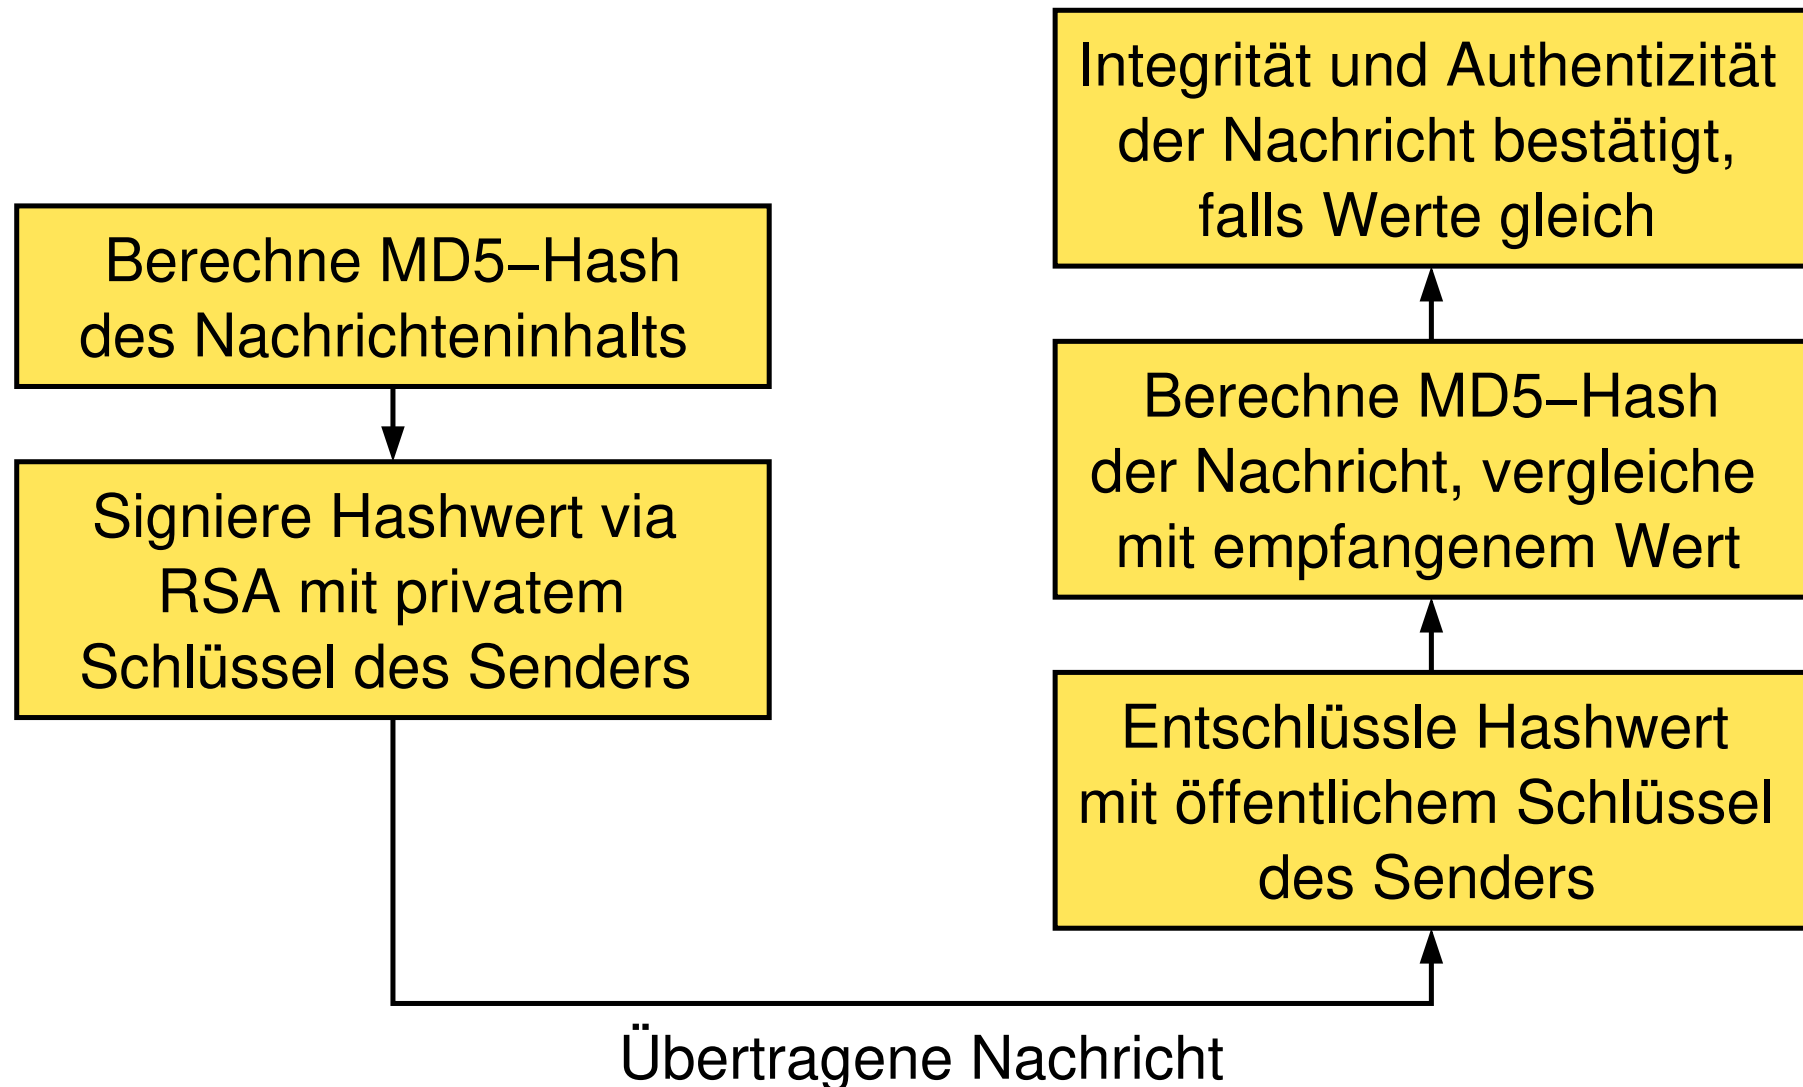 Berechne MD5–Hash
des Nachrichteninhalts
Signiere Hashwert via
RSA mit privatem
Schlüssel des Senders
Übertragene Nachricht
Entschlüssle Hashwert
mit öffentlichem Schlüssel
des Senders
Berechne MD5–Hash
der Nachricht, vergleiche
mit empfangenem Wert
Integrität und Authentizität
der Nachricht bestätigt,
falls Werte gleich